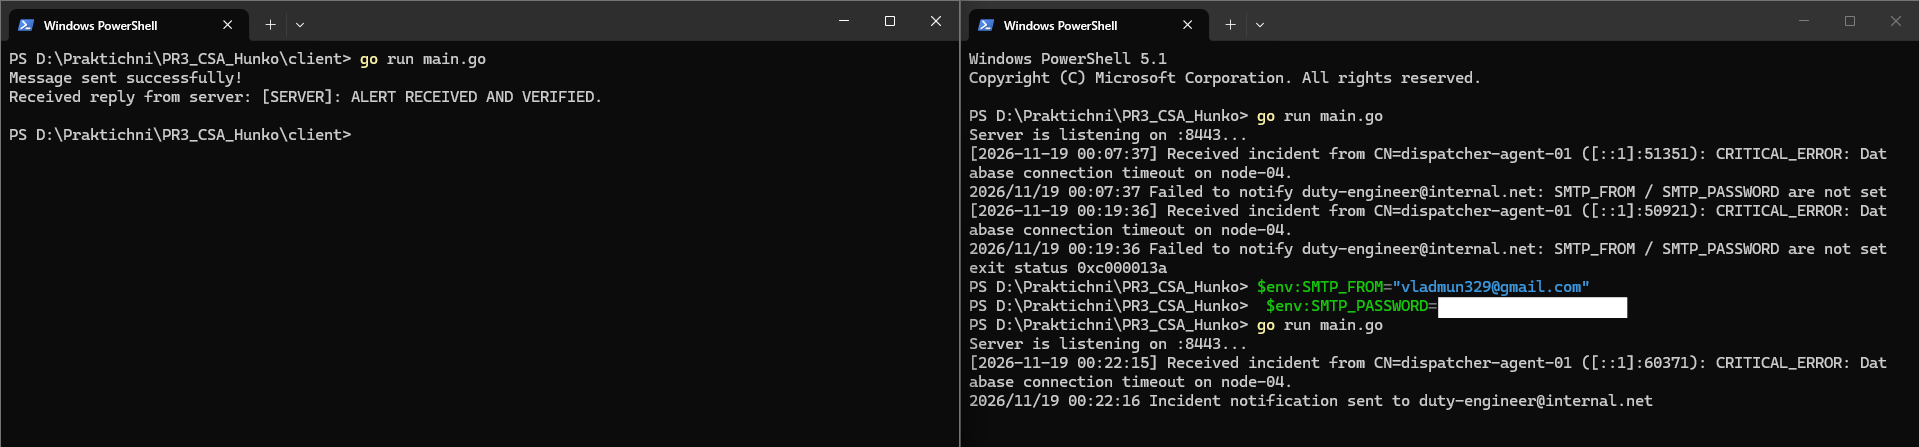 Windows PowerShell
PS D:\Praktichni\PR3_CSA_Hunko\client> go run main.go
Message sent successfully!
Received reply from server: [SERVER]: ALERT RECEIVED AND VERIFIED.
PS D:\Praktichni\PR3_CSA_Hunko\client>
Windows PowerShell
Windows PowerShell 5.1
Copyright (C) Microsoft Corporation. All rights reserved.
PS D:\Praktichni\PR3_CSA_Hunko> go run main.go
Server is listening on :8443...
[2026-11-19 00:07:37] Received incident from CN=dispatcher-agent-01 ([::1]:51351): CRITICAL_ERROR: Dat
abase connection timeout on node-04.
2026/11/19 00:07:37 Failed to notify duty-engineer@internal.net: SMTP_FROM / SMTP_PASSWORD are not set
[2026-11-19 00:19:36] Received incident from CN=dispatcher-agent-01 ([::1]:50921): CRITICAL_ERROR: Dat
abase connection timeout on node-04.
2026/11/19 00:19:36 Failed to notify duty-engineer@internal.net: SMTP_FROM / SMTP_PASSWORD are not set
exit status 0xc000013a
PS D:\Praktichni\PR3_CSA_Hunko> $env:SMTP_FROM="vladmun329@gmail.com"
PS D:\Praktichni\PR3_CSA_Hunko>  $env:SMTP_PASSWORD=
PS D:\Praktichni\PR3_CSA_Hunko> go run main.go
Server is listening on :8443...
[2026-11-19 00:22:15] Received incident from CN=dispatcher-agent-01 ([::1]:60371): CRITICAL_ERROR: Dat
abase connection timeout on node-04.
2026/11/19 00:22:16 Incident notification sent to duty-engineer@internal.net